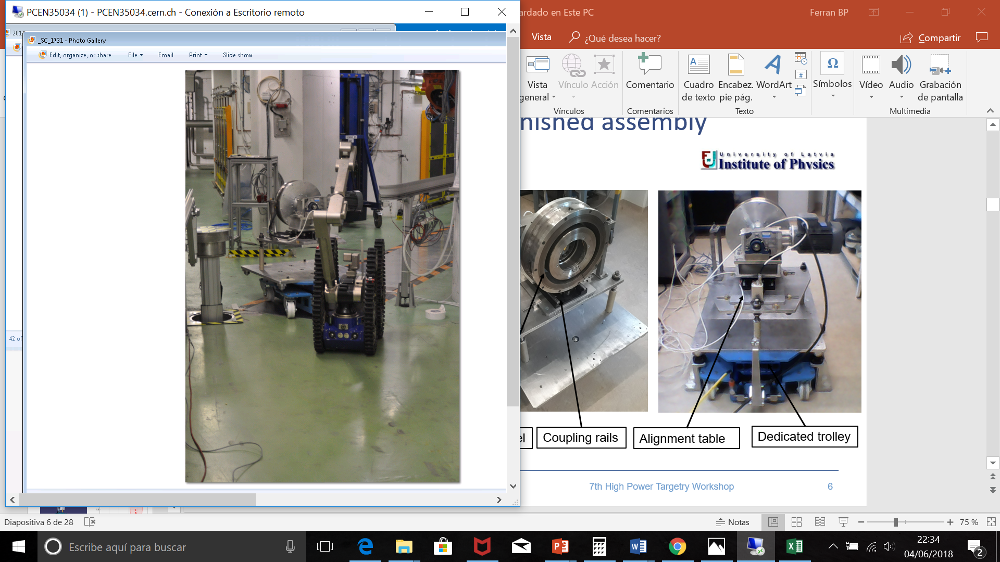 PCEN35034 (1) - PCEN35034.cern.ch - Conexión a Escritorio remoto
ardado en Este PC
Ferran BP
201
_SC_1731 - Photo Gallery
Vista
¿Qué desea hacer?
Compartir
Edit, organize, or share
File
Email
Print
Slide show
Vista general
Vínculo
Acción
Comentario
Cuadro de texto
Encabez. pie pág.
WordArt
Símbolos
Vídeo
Audio
Grabación de pantalla
Vínculos
Comentarios
Texto
Multimedia
nished assembly
University of Latvia
Institute of Physics
42 of
el
Coupling rails
Alignment table
Dedicated trolley
7th High Power Targetry Workshop
6
Diapositiva 6 de 28
Notas
75 %
Escribe aquí para buscar
22:34
04/06/2018
2